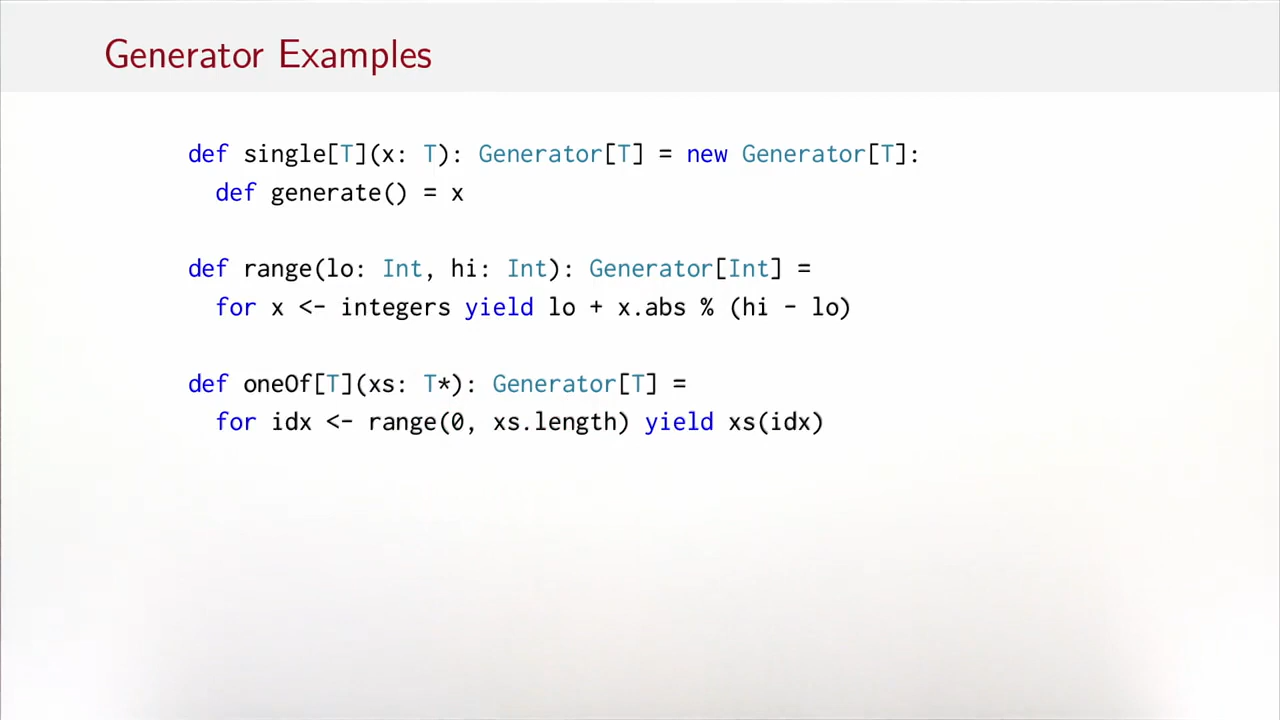 Generator Examples
def single[T](x: T): Generator[T] = new Generator[T]:
  def generate() = x
def range(lo: Int, hi: Int): Generator[Int] =
  for x <- integers yield lo + x.abs % (hi - lo)
def oneOf[T](xs: T*): Generator[T] =
  for idx <- range(0, xs.length) yield xs(idx)